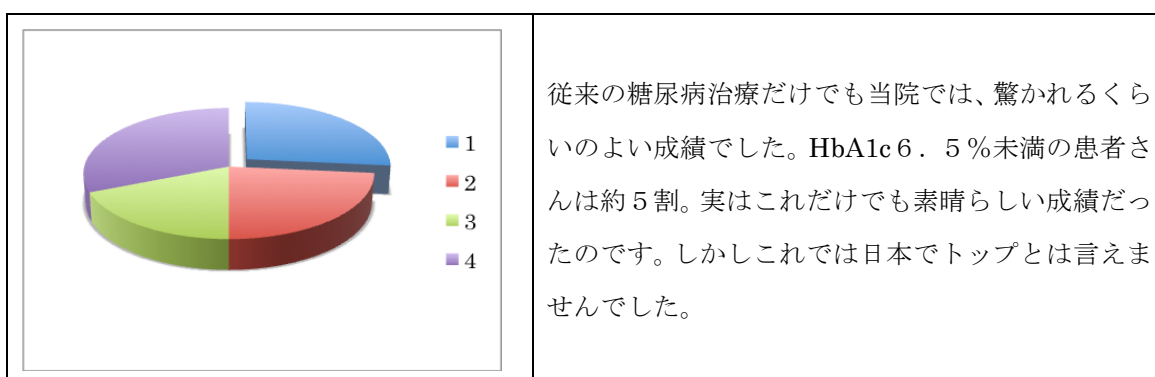 1
2
3
4
従来の糖尿病治療だけでも当院では、驚かれるくら
いのよい成績でした。HbA1c６．５％未満の患者さ
んは約５割。実はこれだけでも素晴らしい成績だっ
たのです。しかしこれでは日本でトップとは言えま
せんでした。